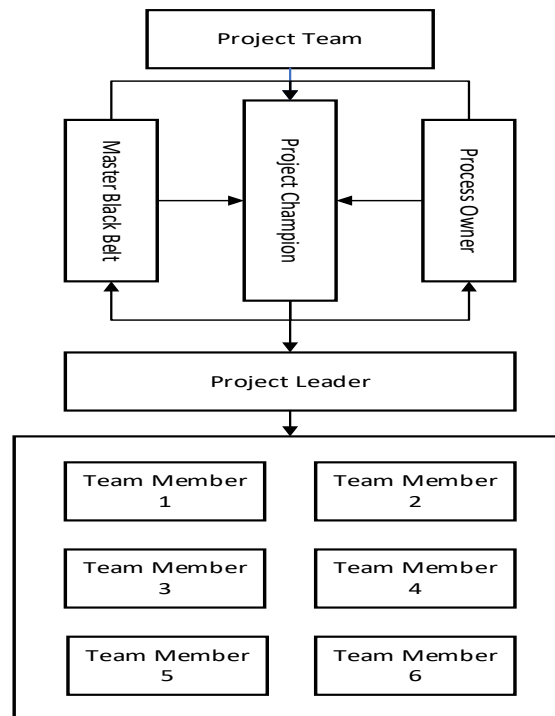 Project Team
Master Black Belt
Project Champion
Process Owner
Project Leader
Team Member
1
Team Member
2
Team Member
3
Team Member
4
Team Member
5
Team Member
6